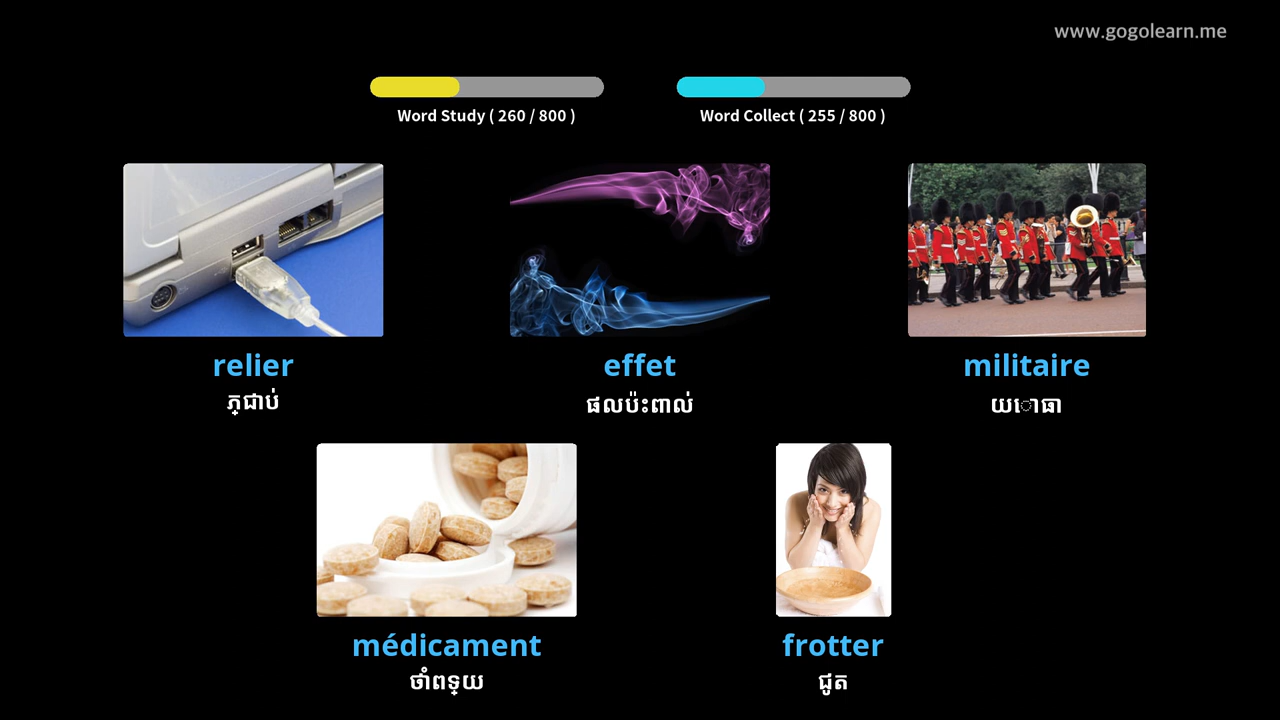 www.gogolearn.me
Word Study ( 260 / 800 )
Word Collect ( 255 / 800 )
relier
ភ្ជាប់
effet
ផលប៉ះពាល់
militaire
យោធា
médicament
ថាំពទ្យ
frotter
ជូត